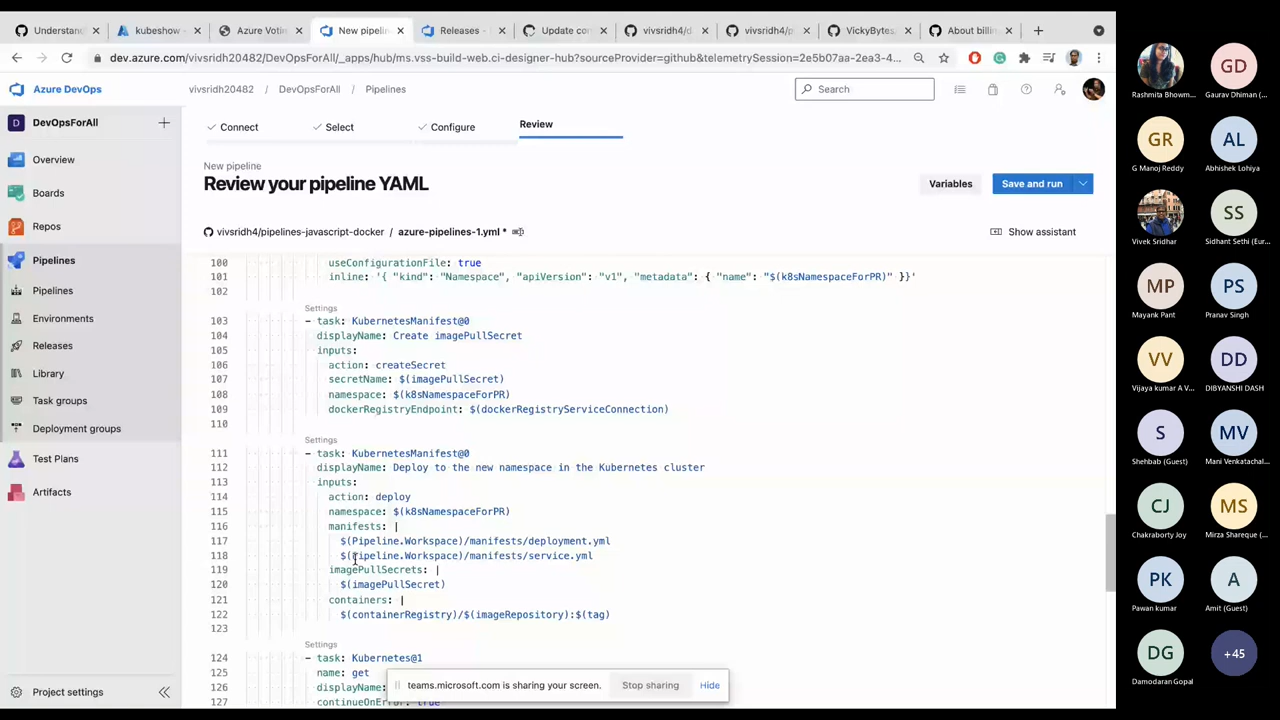 Understan
kubeshow -
Azure Votin
New pipelin
Releases -
Update con
vivsridh4/d
vivsridh4/p
VickyBytes
About billin
dev.azure.com/vivsridh20482/DevOpsForAll/_apps/hub/ms.vss-build-web.ci-designer-hub?sourceProvider=github&telemetrySession=2e5b07aa-2ea3-4...
Azure DevOps
vivsridh20482 / DevOpsForAll / Pipelines
Search
D DevOpsForAll
Overview
Boards
Repos
Pipelines
Pipelines
Environments
Releases
Library
Task groups
Deployment groups
Test Plans
Artifacts
Project settings
Connect
Select
Configure
Review
New pipeline
Review your pipeline YAML
Variables
Save and run
vivsridh4/pipelines-javascript-docker / azure-pipelines-1.yml *
Show assistant
100 useConfigurationFile: true
101 inline: '{ "kind": "Namespace", "apiVersion": "v1", "metadata": { "name": "$(k8sNamespaceForPR)" }}'
102
Settings
103 - task: KubernetesManifest@0
104 displayName: Create imagePullSecret
105 inputs:
106 action: createSecret
107 secretName: $(imagePullSecret)
108 namespace: $(k8sNamespaceForPR)
109 dockerRegistryEndpoint: $(dockerRegistryServiceConnection)
110
Settings
111 - task: KubernetesManifest@0
112 displayName: Deploy to the new namespace in the Kubernetes cluster
113 inputs:
114 action: deploy
115 namespace: $(k8sNamespaceForPR)
116 manifests: |
117 $(Pipeline.Workspace)/manifests/deployment.yml
118 $(Pipeline.Workspace)/manifests/service.yml
119 imagePullSecrets: |
120 $(imagePullSecret)
121 containers: |
122 $(containerRegistry)/$(imageRepository):$(tag)
123
Settings
124 - task: Kubernetes@1
125 name: get
126 displayName:
127 continueOnError: true
teams.microsoft.com is sharing your screen.
Stop sharing
Hide
Rashmita Bhowm...
GD
Gaurav Dhiman (...
GR
G Manoj Reddy
AL
Abhishek Lohiya
Vivek Sridhar
SS
Sidhant Sethi (Eur...
MP
Mayank Pant
PS
Pranav Singh
VV
Vijaya kumar A V...
DD
DIBYANSHI DASH
S
Shehbab (Guest)
MV
Mani Venkatachal...
CJ
Chakraborty Joy
MS
Mirza Shareque (...
PK
Pawan kumar
A
Amit (Guest)
DG
Damodaran Gopal
+45